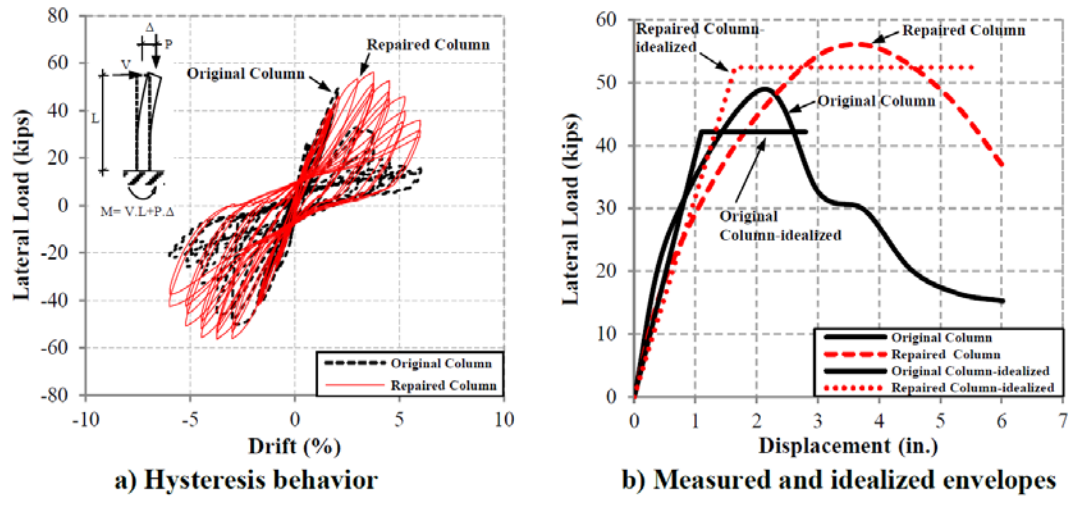 80
60
40
20
0
-20
-40
-60
-80
-10
-5
0
5
10
Lateral Load (kips)
Drift (%)
Δ
P
V
L
M= V.L+P.Δ
Repaired Column
Original Column
Original Column
Repaired Column
a) Hysteresis behavior
60
50
40
30
20
10
0
0
1
2
3
4
5
6
7
Lateral Load (kips)
Displacement (in.)
Repaired Column-
idealized
Repaired Column
Original Column
Original
Column-idealized
Original Column
Repaired Column
Original Column-idealized
Repaired Column-idealized
b) Measured and idealized envelopes